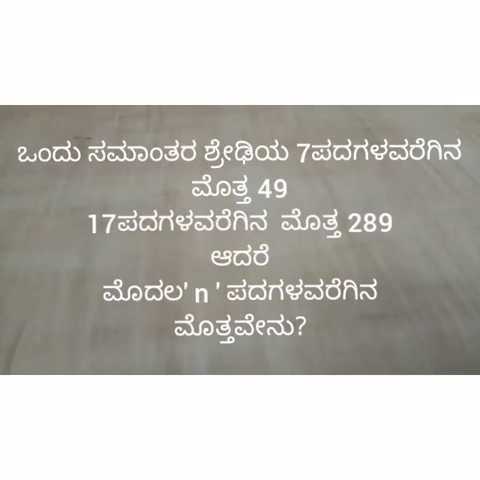 ಒಂದು ಸಮಾಂತರ ಶ್ರೇಢಿಯ 7ಪದಗಳವರೆಗಿನ
ಮೊತ್ತ 49
17ಪದಗಳವರೆಗಿನ ಮೊತ್ತ 289
ಆದರೆ
ಮೊದಲ' n ' ಪದಗಳವರೆಗಿನ
ಮೊತ್ತವೇನು?